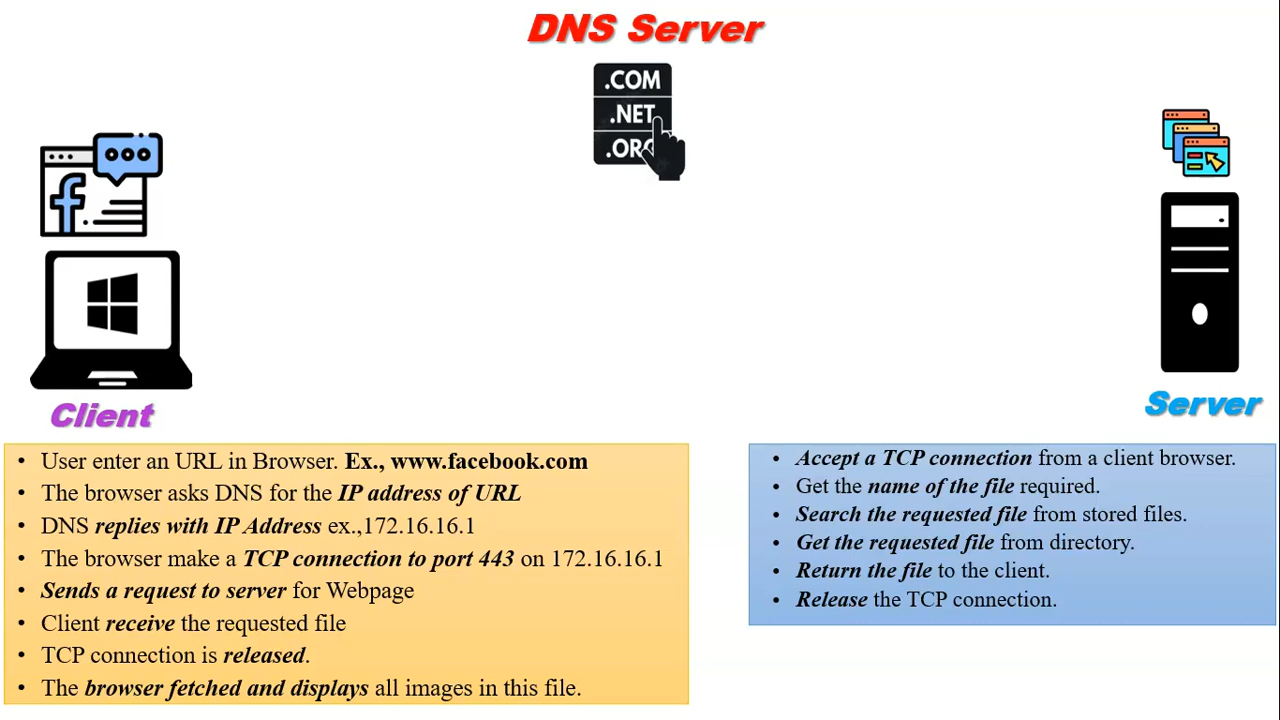 DNS Server
.COM
.NET
.ORG
Client
Server
• User enter an URL in Browser. Ex., www.facebook.com
• The browser asks DNS for the IP address of URL
• DNS replies with IP Address ex.,172.16.16.1
• The browser make a TCP connection to port 443 on 172.16.16.1
• Sends a request to server for Webpage
• Client receive the requested file
• TCP connection is released.
• The browser fetched and displays all images in this file.
• Accept a TCP connection from a client browser.
• Get the name of the file required.
• Search the requested file from stored files.
• Get the requested file from directory.
• Return the file to the client.
• Release the TCP connection.